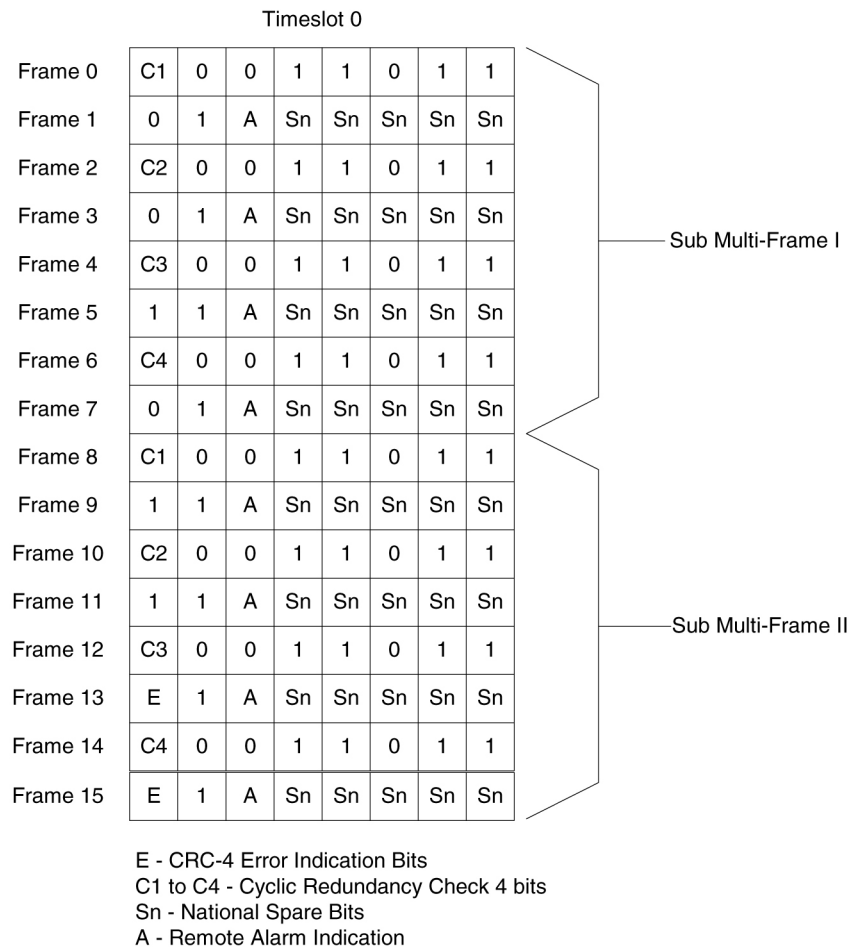 Timeslot 0
Frame 0 C1 0 0 1 1 0 1 1
Frame 1 0 1 A Sn Sn Sn Sn Sn
Frame 2 C2 0 0 1 1 0 1 1
Frame 3 0 1 A Sn Sn Sn Sn Sn
Sub Multi-Frame I
Frame 4 C3 0 0 1 1 0 1 1
Frame 5 1 1 A Sn Sn Sn Sn Sn
Frame 6 C4 0 0 1 1 0 1 1
Frame 7 0 1 A Sn Sn Sn Sn Sn
Frame 8 C1 0 0 1 1 0 1 1
Frame 9 1 1 A Sn Sn Sn Sn Sn
Frame 10 C2 0 0 1 1 0 1 1
Frame 11 1 1 A Sn Sn Sn Sn Sn
Sub Multi-Frame II
Frame 12 C3 0 0 1 1 0 1 1
Frame 13 E 1 A Sn Sn Sn Sn Sn
Frame 14 C4 0 0 1 1 0 1 1
Frame 15 E 1 A Sn Sn Sn Sn Sn
E - CRC-4 Error Indication Bits
C1 to C4 - Cyclic Redundancy Check 4 bits
Sn - National Spare Bits
A - Remote Alarm Indication